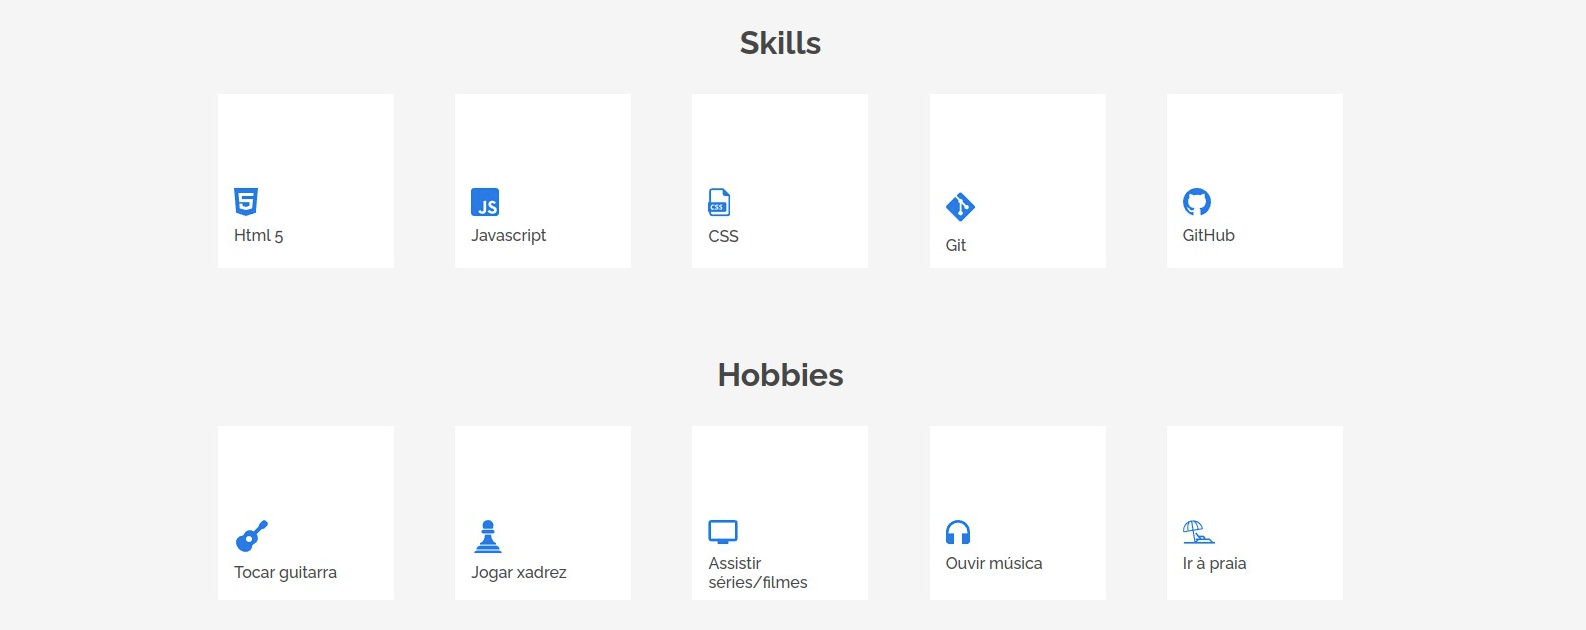 Skills
5
JS
CSS
Html 5
Javascript
CSS
Git
GitHub
Hobbies
Tocar guitarra
Jogar xadrez
Assistir
séries/filmes
Ouvir música
Ir à praia